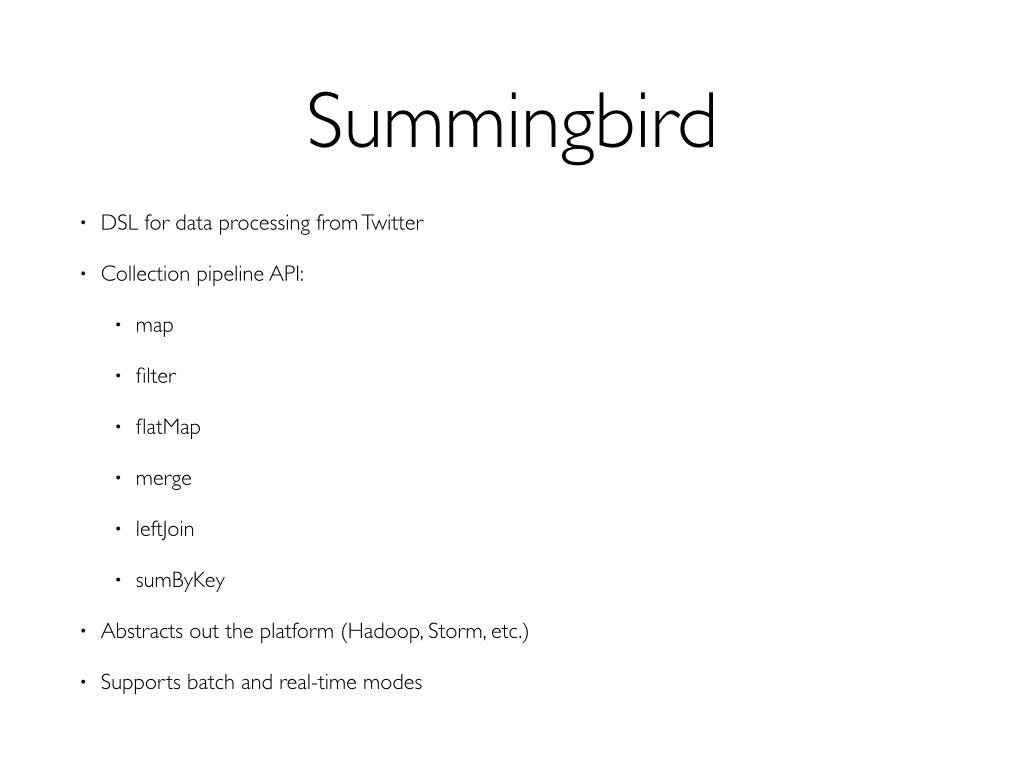 Summingbird
• DSL for data processing from Twitter
• Collection pipeline API:
• map
• filter
• flatMap
• merge
• leftJoin
• sumByKey
• Abstracts out the platform (Hadoop, Storm, etc.)
• Supports batch and real-time modes